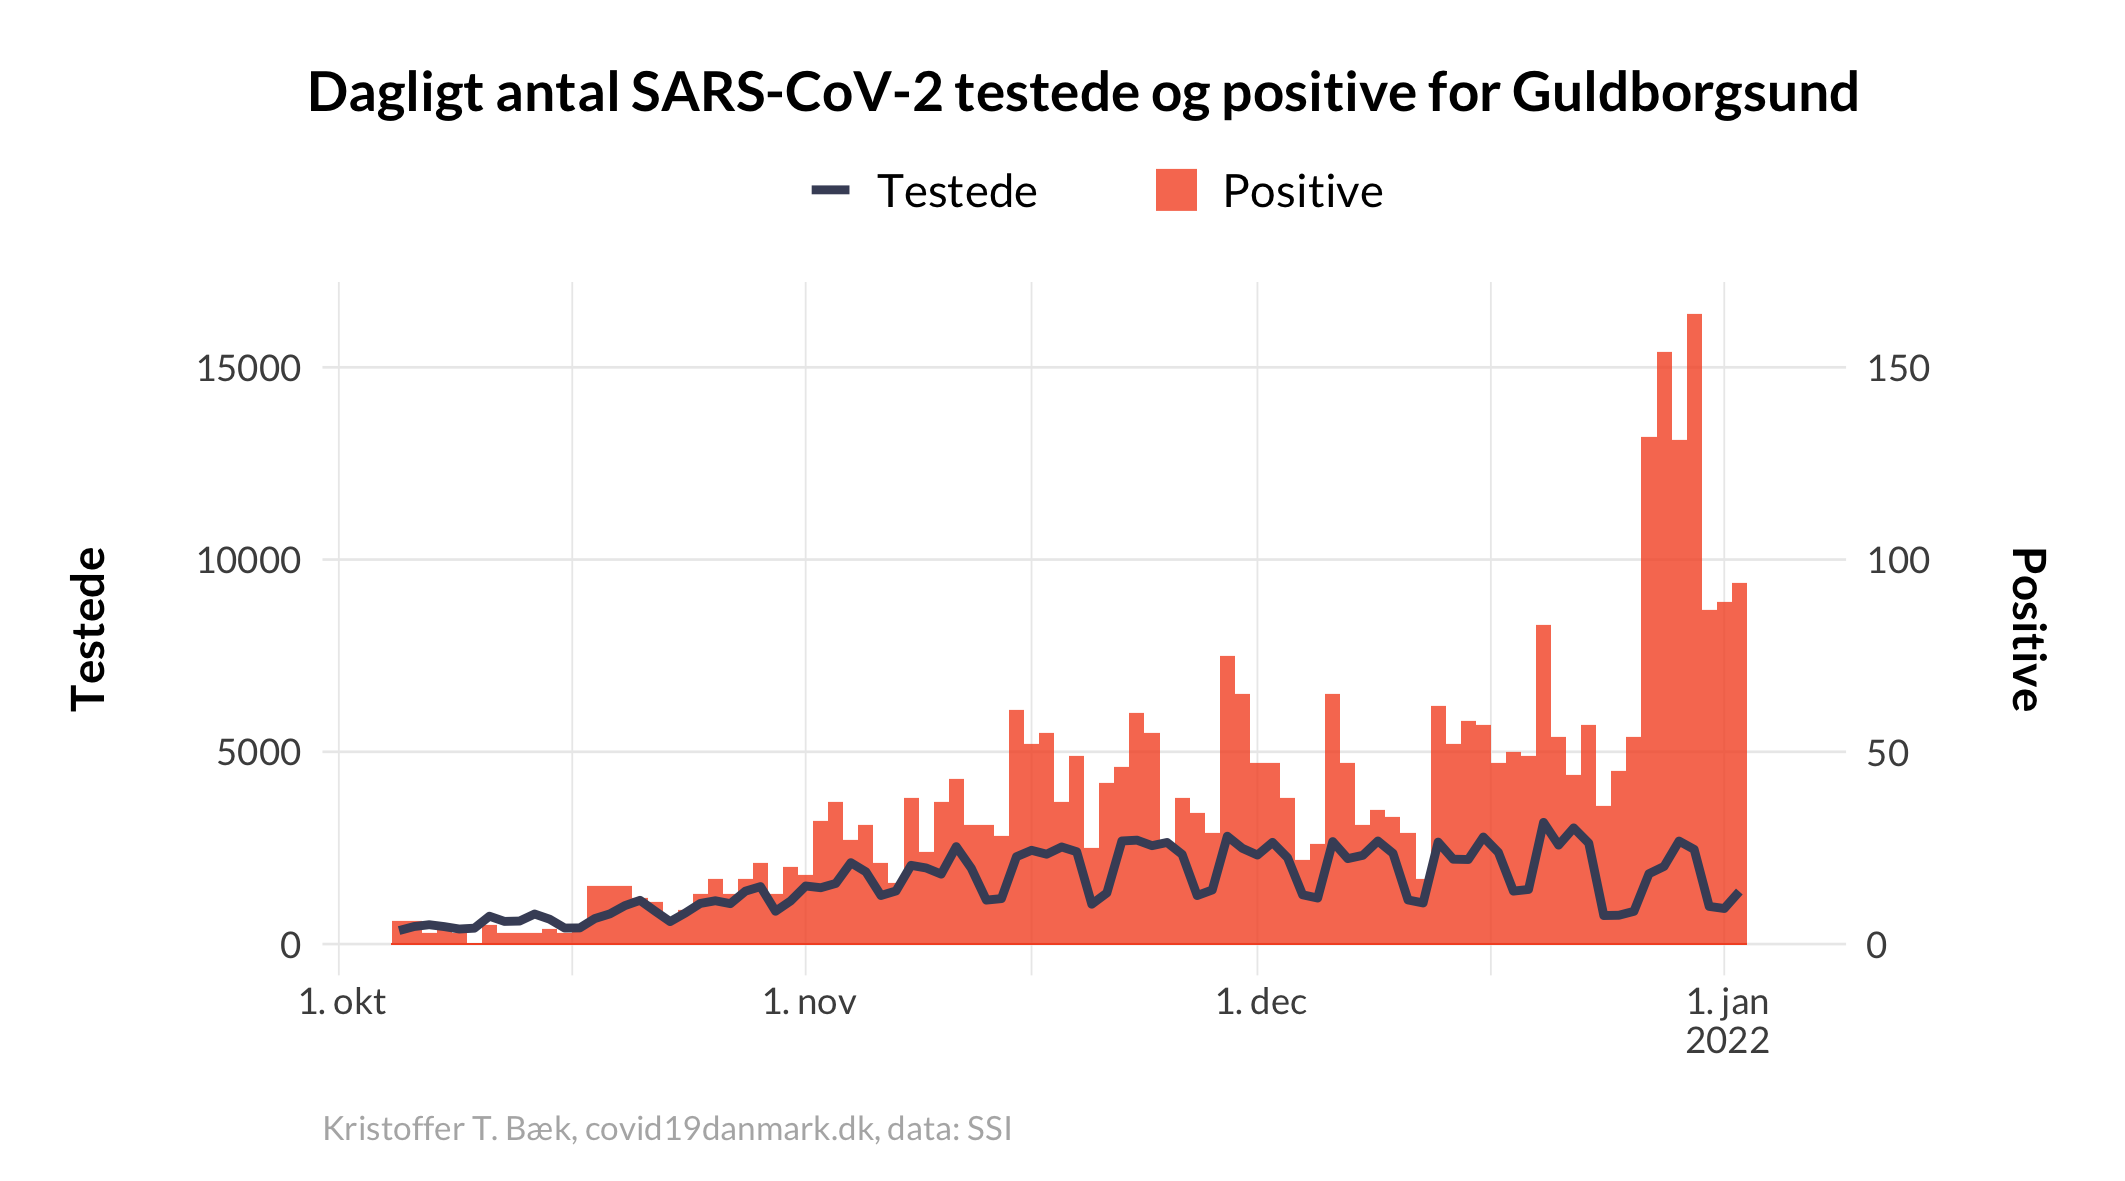 Dagligt antal SARS-CoV-2 testede og positive for Guldborgsund
Testede
Positive
15000
10000
5000
0
Testede
150
100
50
0
Positive
1. okt
1. nov
1. dec
1. jan
2022
Kristoffer T. Bæk, covid19danmark.dk, data: SSI